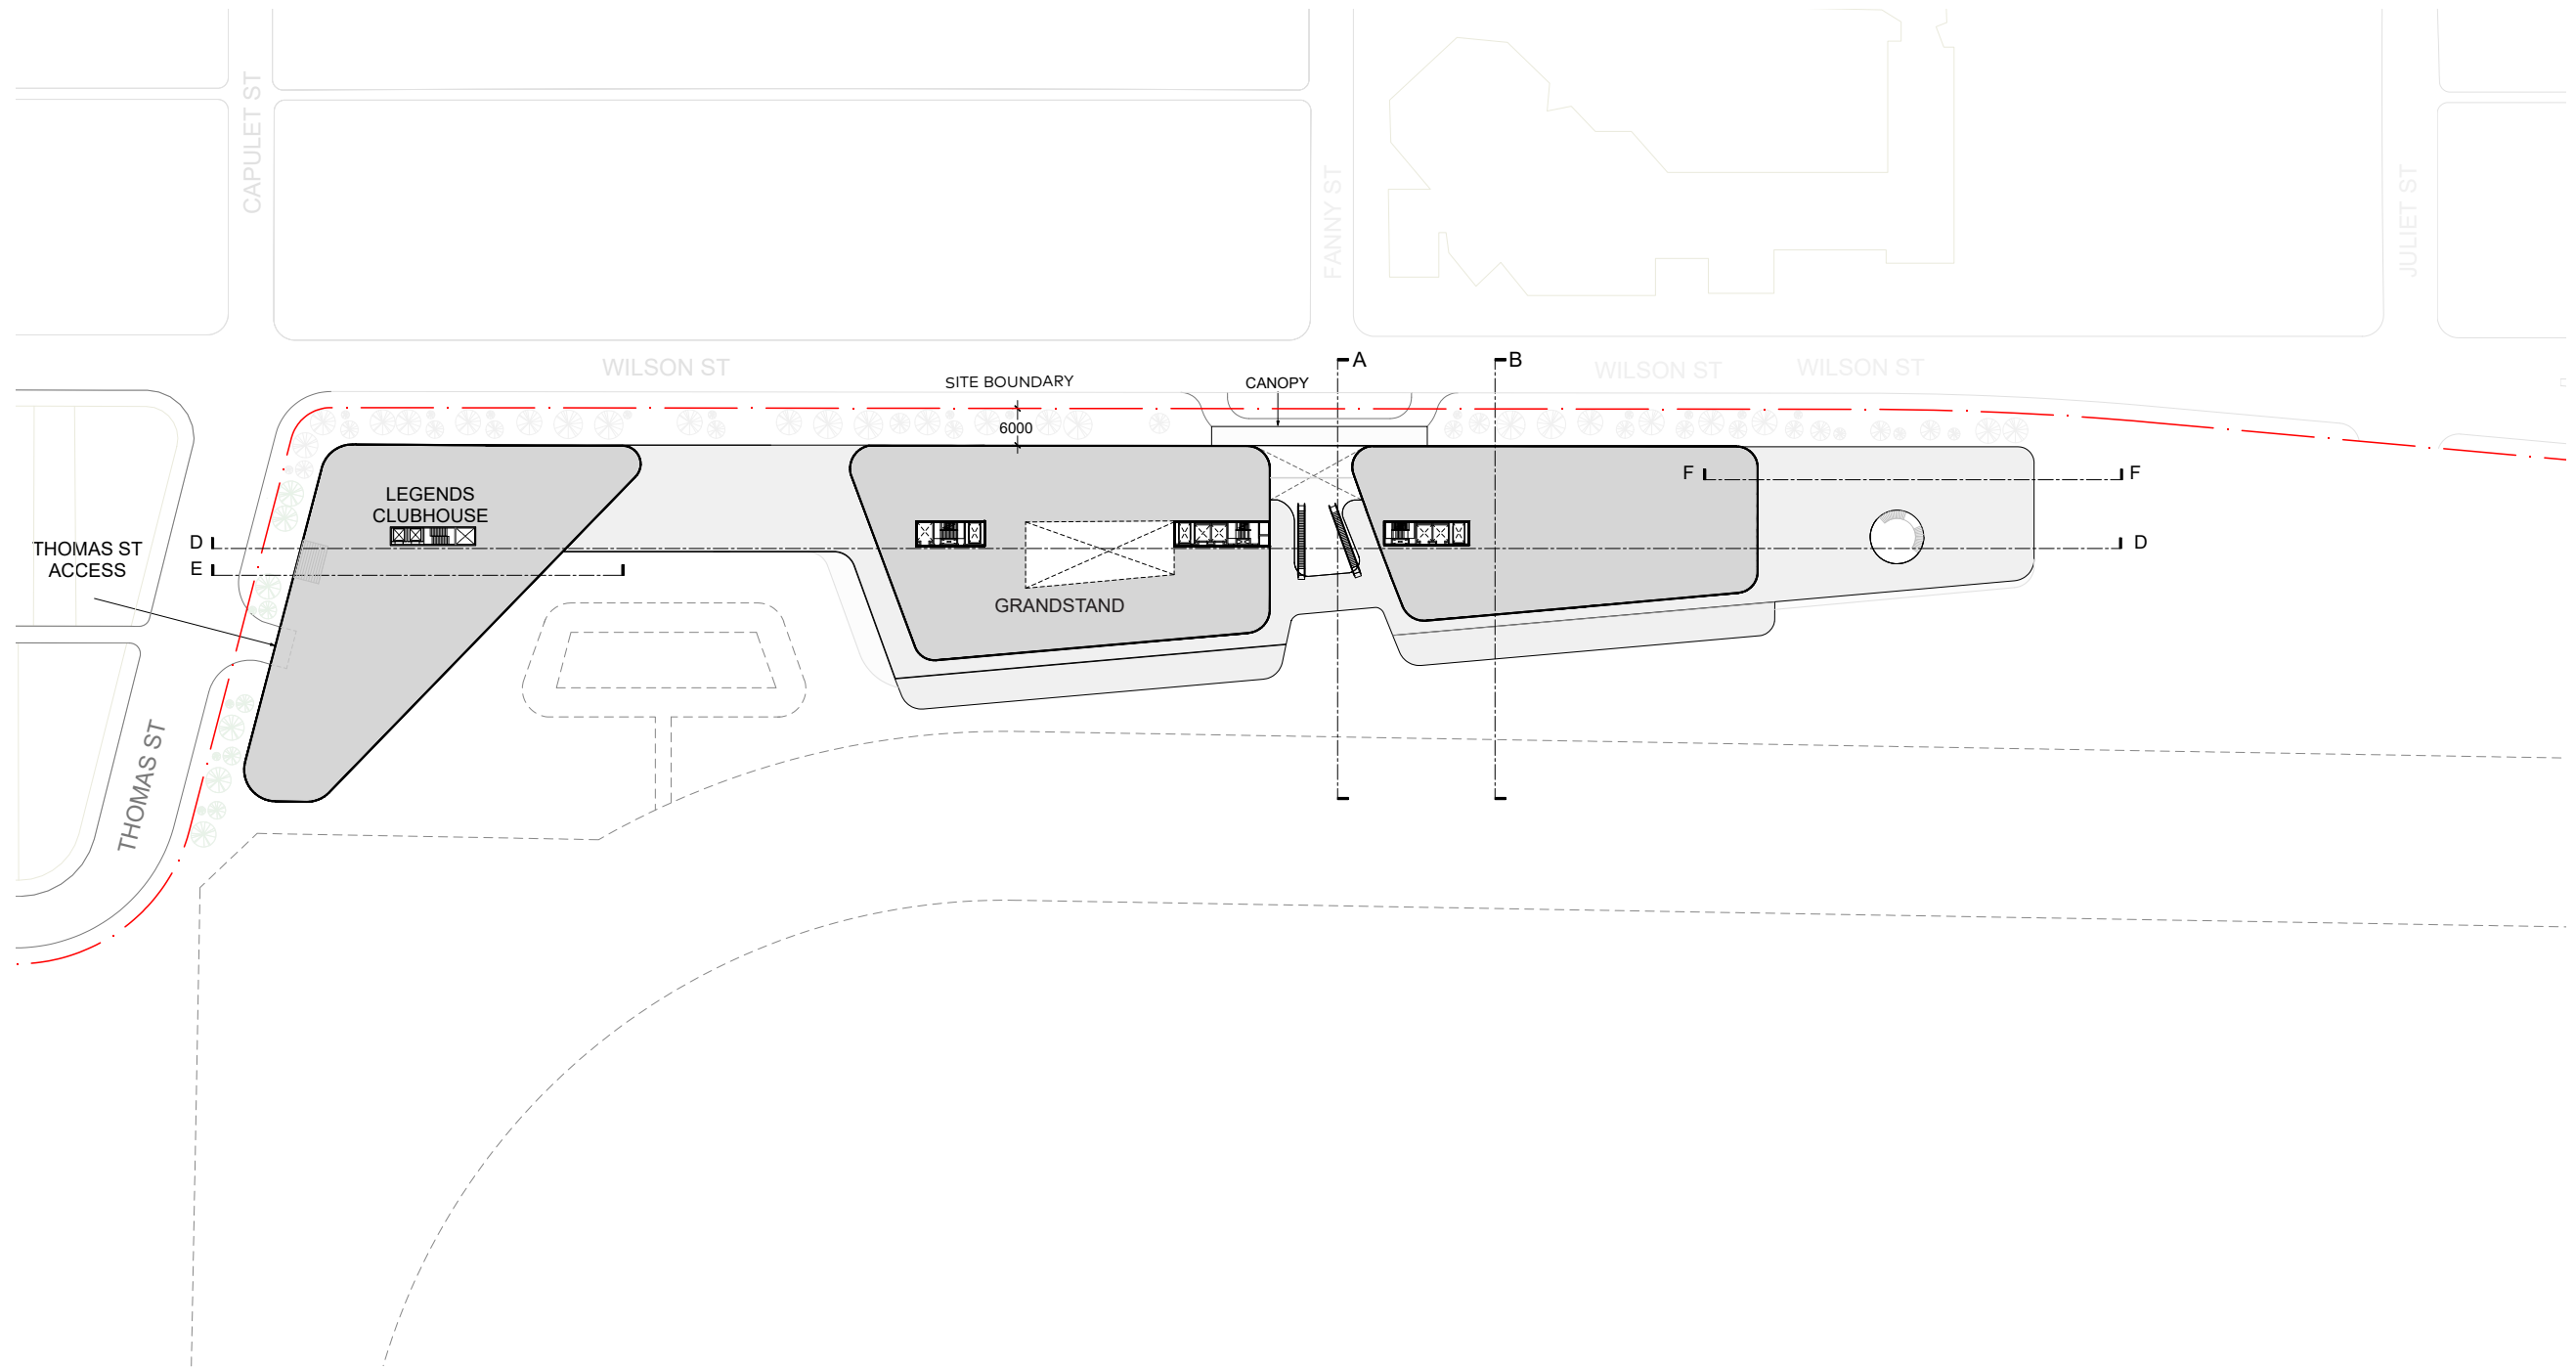 CAPULET ST
FANNY ST
JULIET ST
WILSON ST
WILSON ST
WILSON ST
A
B
SITE BOUNDARY
CANOPY
6000
F
F
LEGENDS
CLUBHOUSE
THOMAS ST
ACCESS
D
D
E
GRANDSTAND
THOMAS ST